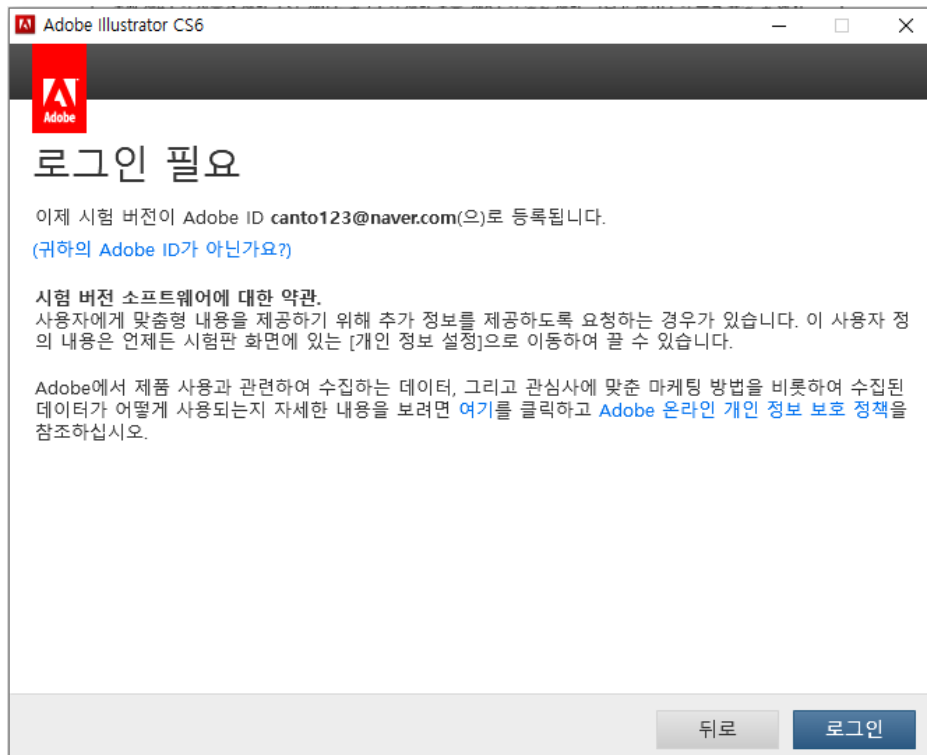 Adobe Illustrator CS6
Adobe
로그인 필요
이제 시험 버전이 Adobe ID canto123@naver.com(으)로 등록됩니다.
(귀하의 Adobe ID가 아닌가요?)
시험 버전 소프트웨어에 대한 약관.
사용자에게 맞춤형 내용을 제공하기 위해 추가 정보를 제공하도록 요청하는 경우가 있습니다. 이 사용자 정
의 내용은 언제든 시험판 화면에 있는 [개인 정보 설정]으로 이동하여 끌 수 있습니다.
Adobe에서 제품 사용과 관련하여 수집하는 데이터, 그리고 관심사에 맞춘 마케팅 방법을 비롯하여 수집된
데이터가 어떻게 사용되는지 자세한 내용을 보려면 여기를 클릭하고 Adobe 온라인 개인 정보 보호 정책을
참조하십시오.
뒤로
로그인